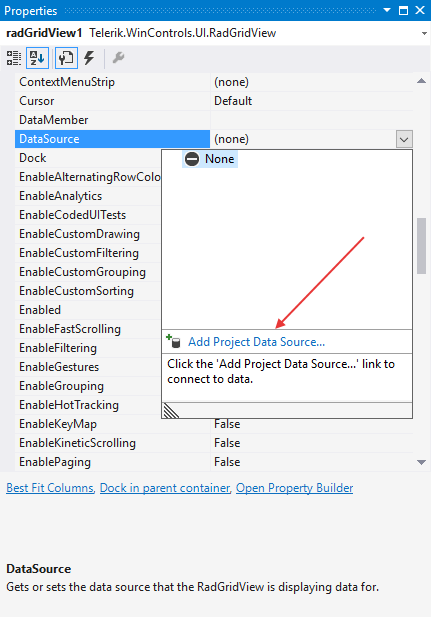 Properties
radGridView1 Telerik.WinControls.UI.RadGridView
ContextMenuStrip (none)
Cursor Default
DataMember
DataSource (none)
Dock
None
EnableAlternatingRowColo
EnableAnalytics
EnableCodedUITests
EnableCustomDrawing
EnableCustomFiltering
EnableCustomGrouping
EnableCustomSorting
Enabled
EnableFastScrolling
EnableFiltering
Add Project Data Source...
EnableGestures
Click the 'Add Project Data Source...' link to
connect to data.
EnableGrouping
EnableHotTracking
EnableKeyMap False
EnableKineticScrolling False
EnablePaging False
Best Fit Columns, Dock in parent container, Open Property Builder
DataSource
Gets or sets the data source that the RadGridView is displaying data for.